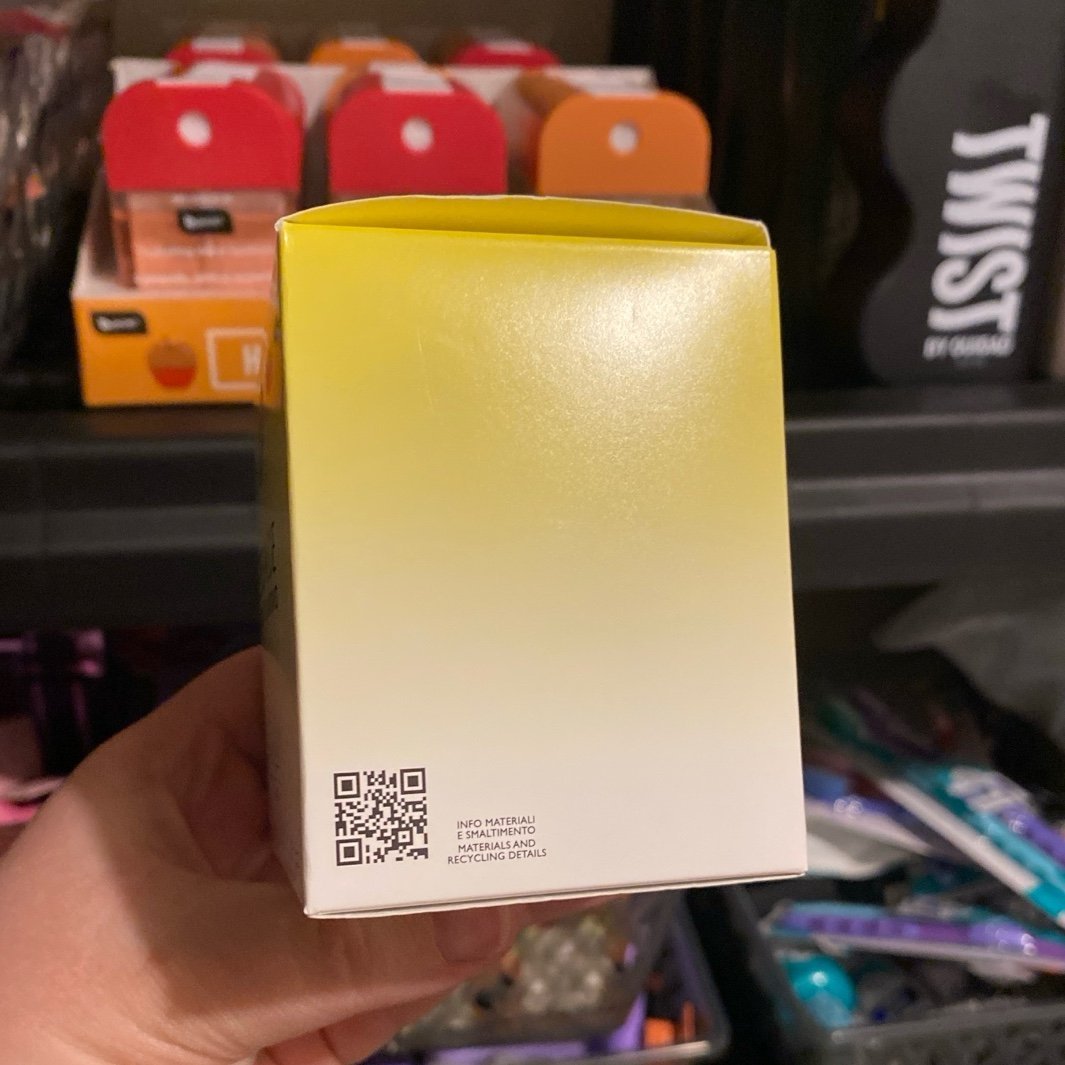 TWIST
H
INFO MATERIALI
E SMALTIMENTO
MATERIALS AND
RECYCLING DETAILS